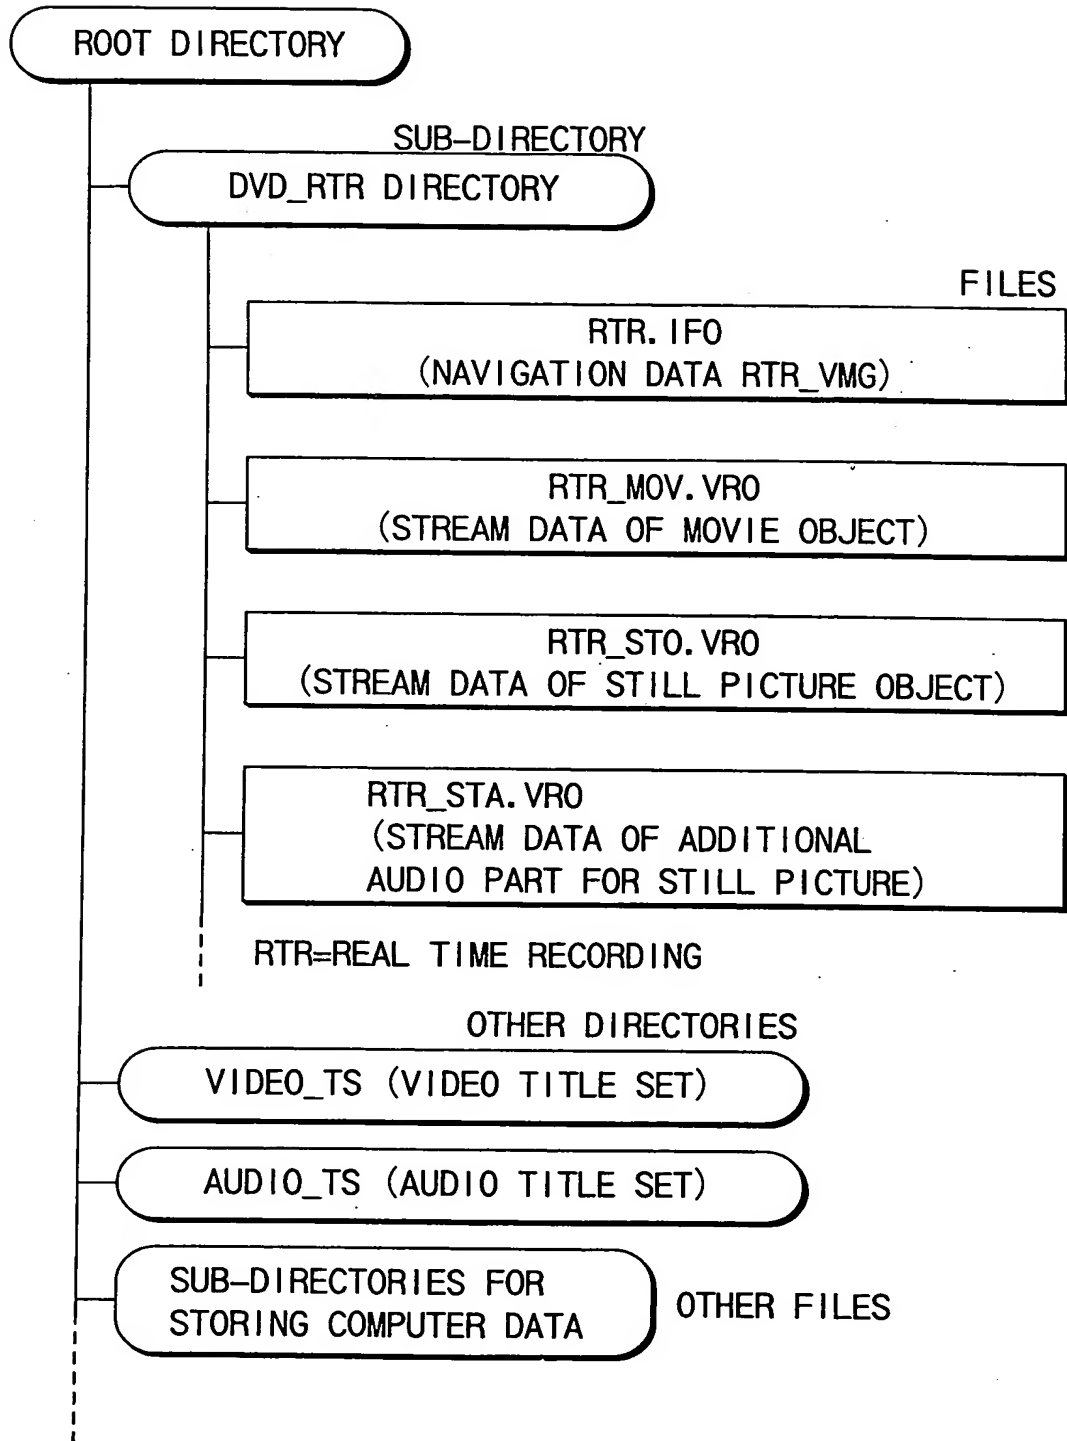 ROOT DIRECTORY
SUB-DIRECTORY
DVD_RTR DIRECTORY
FILES
RTR.IFO
(NAVIGATION DATA RTR_VMG)
RTR_MOV.VRO
(STREAM DATA OF MOVIE OBJECT)
RTR_STO.VRO
(STREAM DATA OF STILL PICTURE OBJECT)
RTR_STA.VRO
(STREAM DATA OF ADDITIONAL
AUDIO PART FOR STILL PICTURE)
RTR=REAL TIME RECORDING
OTHER DIRECTORIES
VIDEO_TS (VIDEO TITLE SET)
AUDIO_TS (AUDIO TITLE SET)
SUB-DIRECTORIES FOR
STORING COMPUTER DATA
OTHER FILES